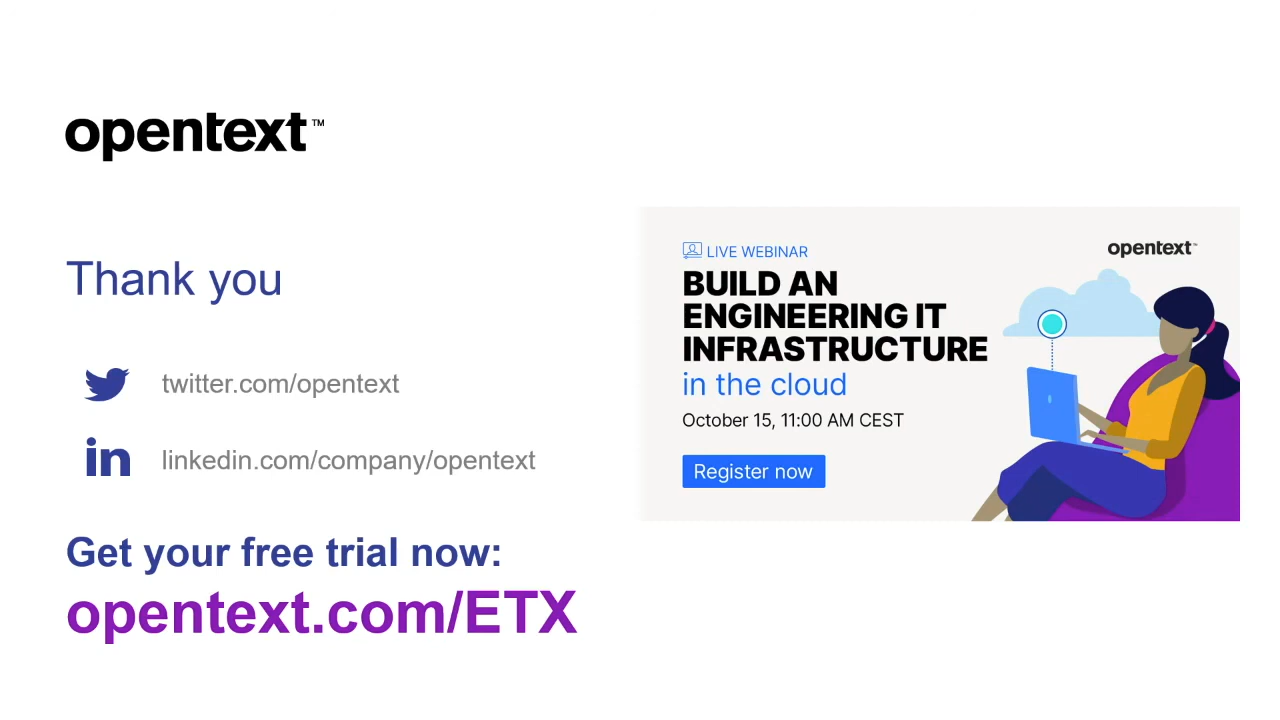 opentext™
Thank you
twitter.com/opentext
in linkedin.com/company/opentext
Get your free trial now:
opentext.com/ETX
LIVE WEBINAR
opentext™
BUILD AN
ENGINEERING IT
INFRASTRUCTURE
in the cloud
October 15, 11:00 AM CEST
Register now